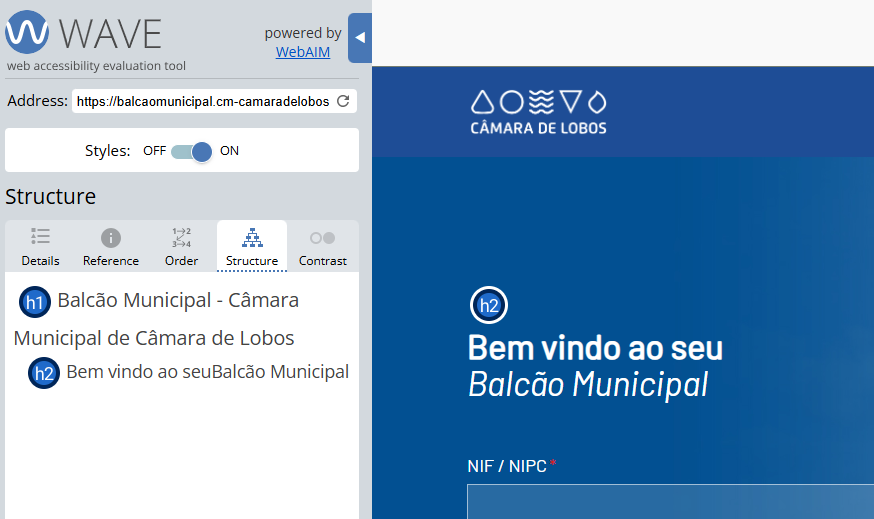 WAVE
powered by
WebAIM
web accessibility evaluation tool
Address: https://balcaomunicipal.cm-camaradelobos
Styles: OFF ON
Structure
Details Reference Order Structure Contrast
h1 Balcão Municipal - Câmara
Municipal de Câmara de Lobos
h2 Bem vindo ao seuBalcão Municipal
CÂMARA DE LOBOS
h2
Bem vindo ao seu
Balcão Municipal
NIF / NIPC *